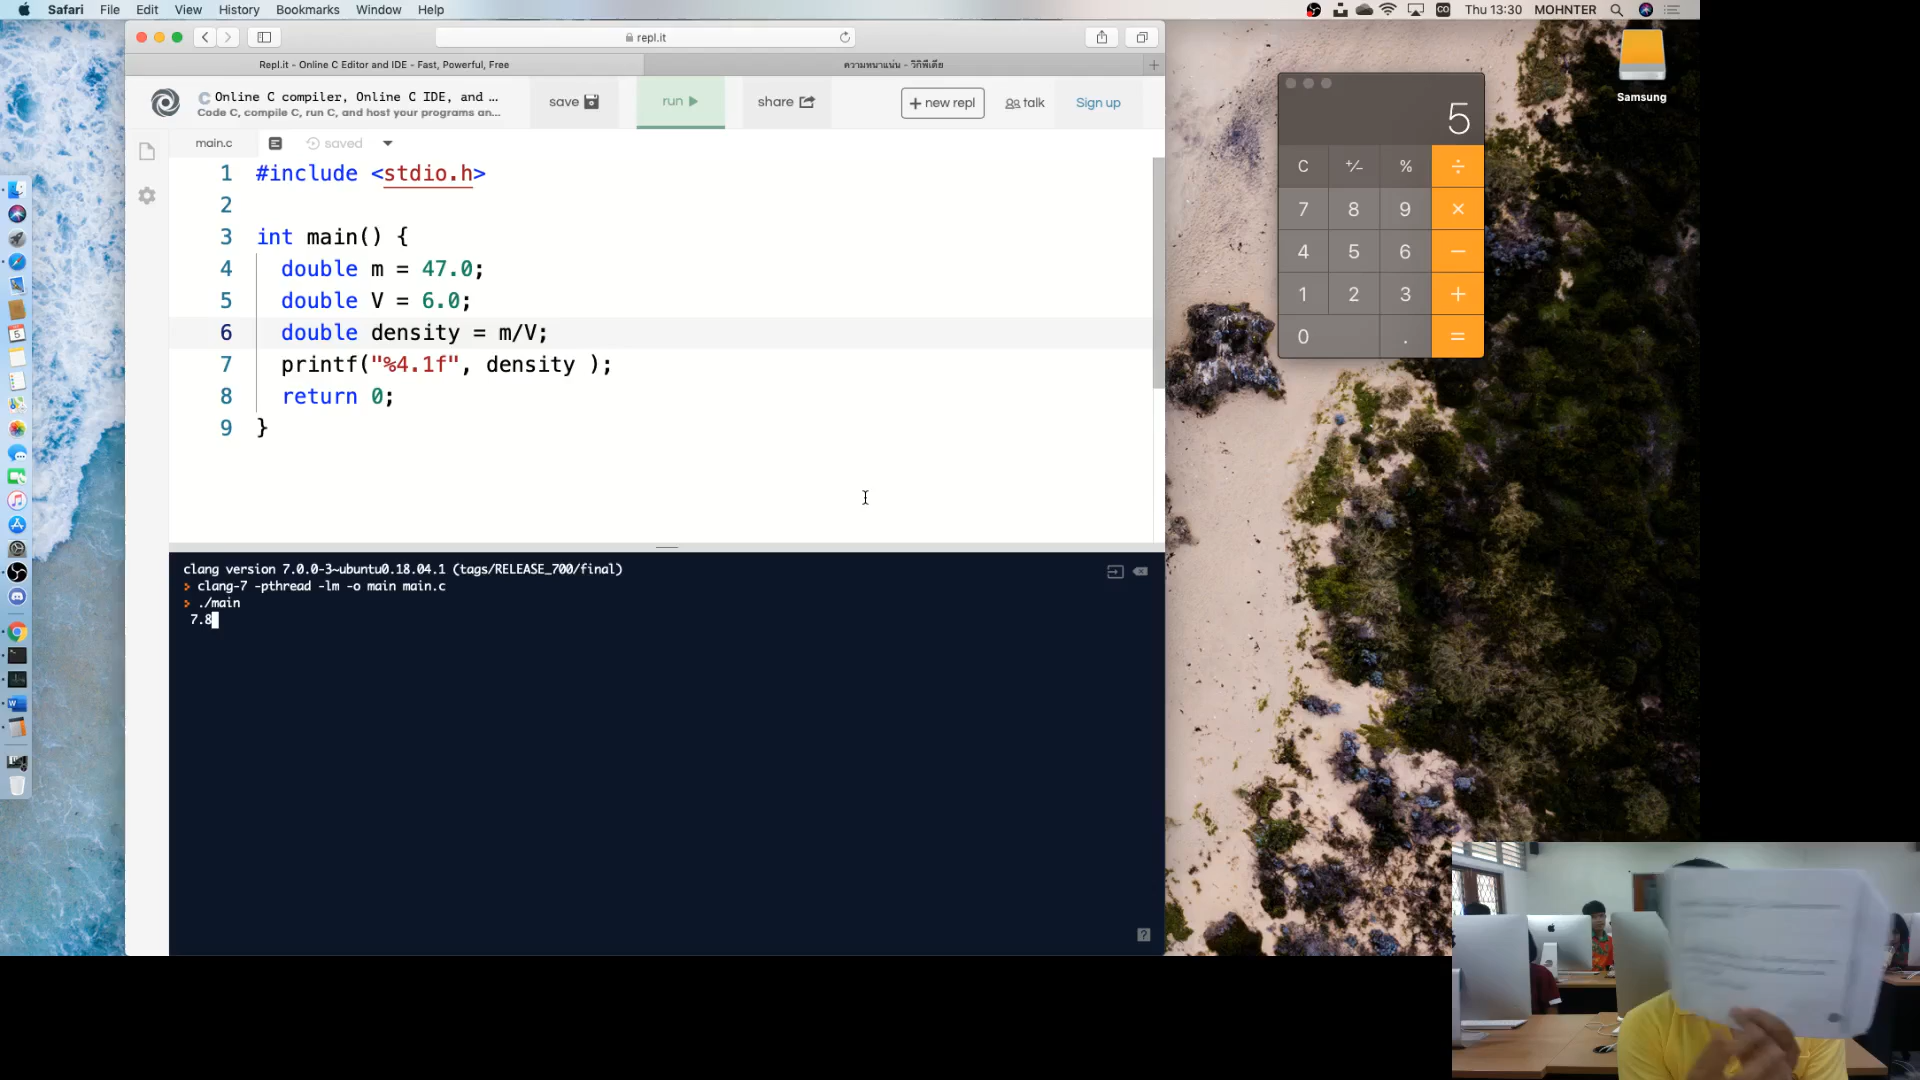 Safari File Edit View History Bookmarks Window Help
Thu 13:30 MOHNTER
repl.it
Repl.it - Online C Editor and IDE - Fast, Powerful, Free
ความหนาแน่น - วิกิพีเดีย
Online C compiler, Online C IDE, and ...
Code C, compile C, run C, and host your programs an...
save
run
share
+ new repl
talk
Sign up
main.c
saved
1 #include <stdio.h>
2
3 int main() {
4 double m = 47.0;
5 double V = 6.0;
6 double density = m/V;
7 printf("%4.1f", density );
8 return 0;
9 }
clang version 7.0.0-3~ubuntu0.18.04.1 (tags/RELEASE_700/final)
> clang-7 -pthread -lm -o main main.c
> ./main
7.8
?
5
C +⁄− % ÷
7 8 9 ×
4 5 6 −
1 2 3 +
0 . =
Samsung